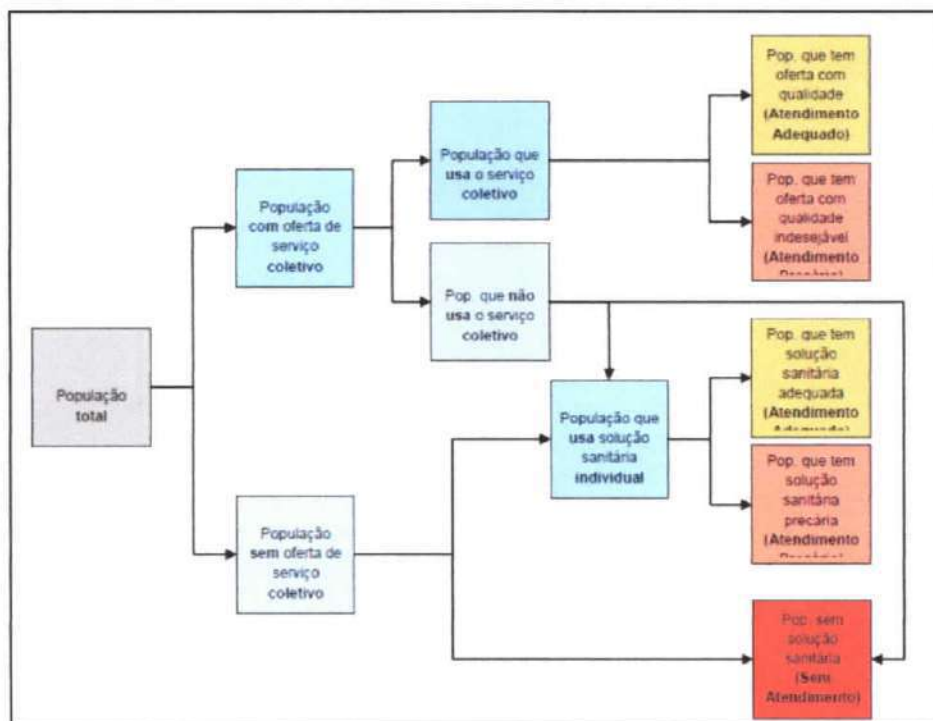 População
total
População
com oferta de
serviço
coletivo
População
sem oferta de
serviço
coletivo
População que
usa o serviço
coletivo
Pop. que não
usa o serviço
coletivo
População que
usa solução
sanitária
individual
Pop. que tem
oferta com
qualidade
(Atendimento
Adequado)
Pop. que tem
oferta com
qualidade
indesejável
(Atendimento
Precário)
Pop. que tem
solução
sanitária
adequada
(Atendimento
Adequado)
Pop. que tem
solução
sanitária
precária
(Atendimento
Precário)
Pop. sem
solução
sanitária
(Sem
Atendimento)